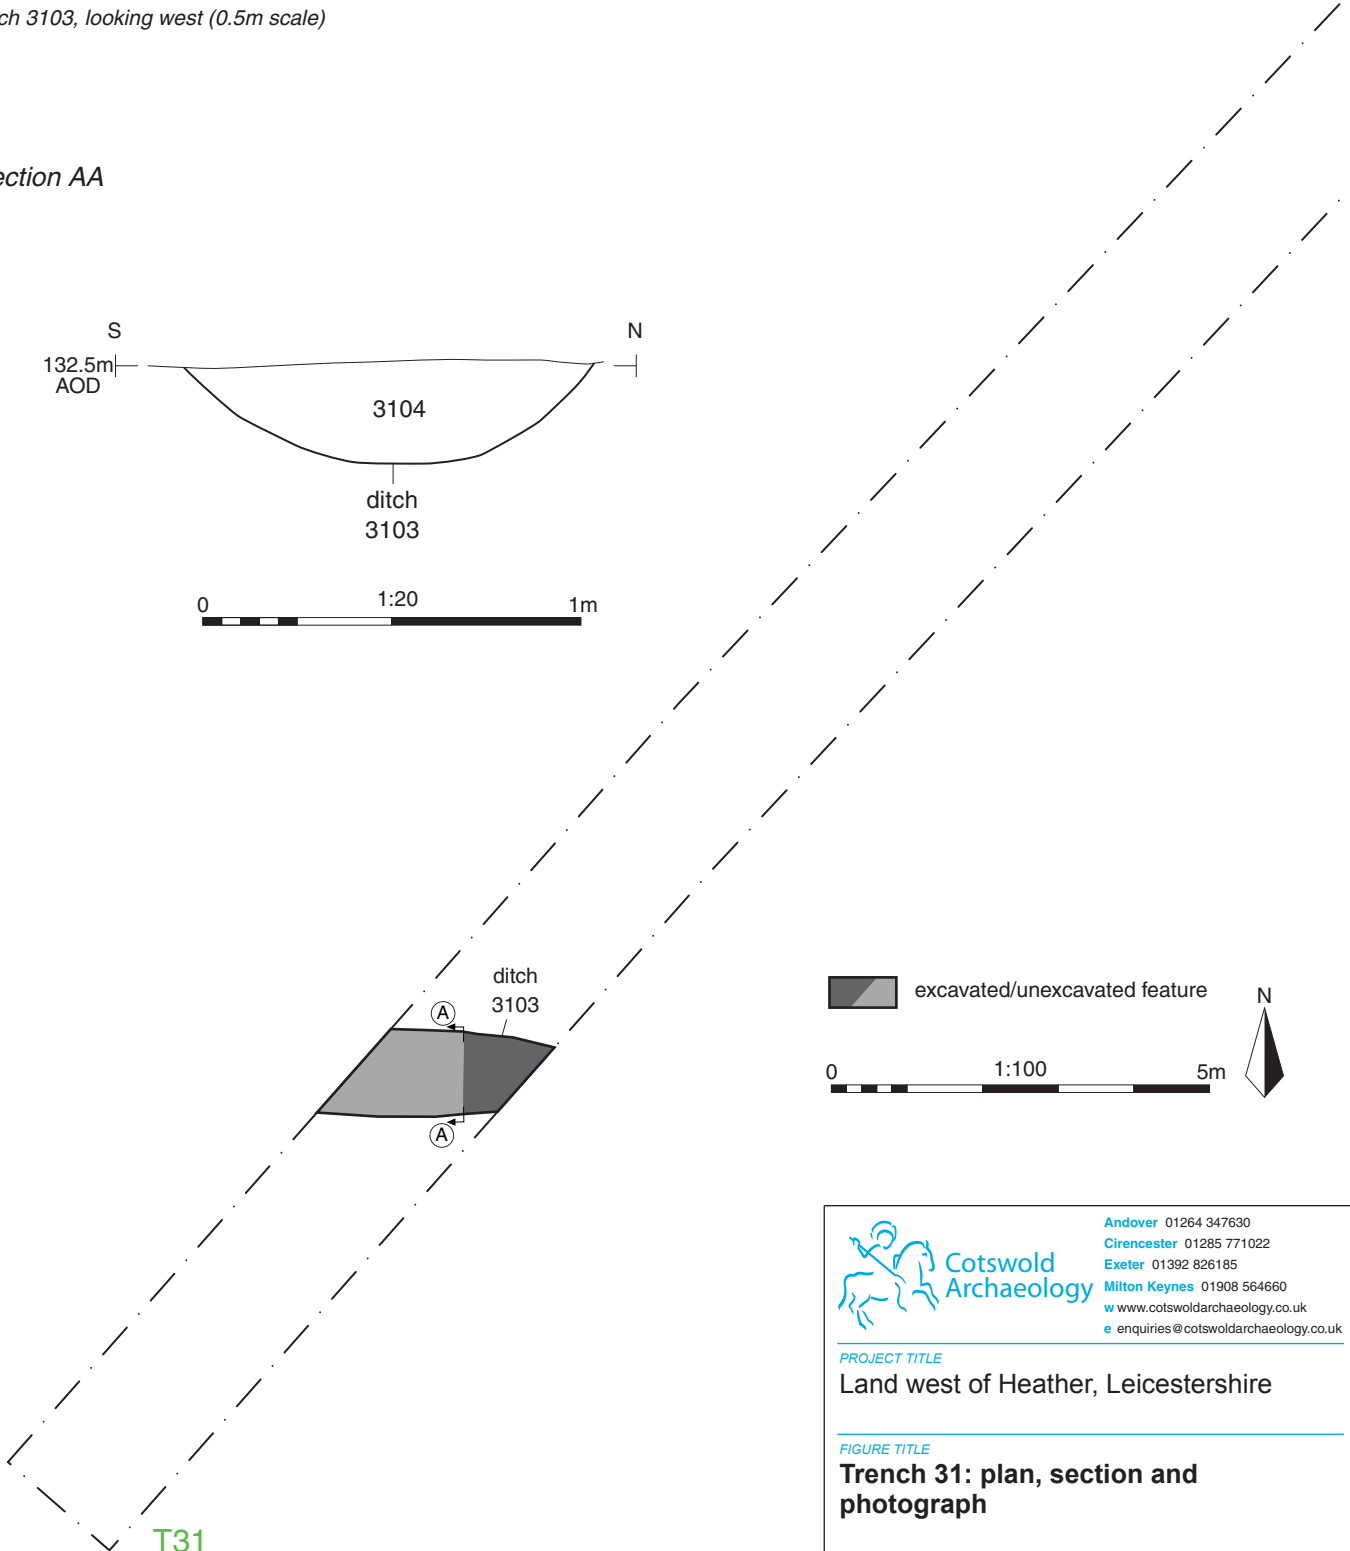 ch 3103, looking west (0.5m scale)
ection AA
S
N
132.5m
AOD
3104
ditch
3103
0
1:20
1m
ditch
3103
A
A
excavated/unexcavated feature
N
0
1:100
5m
Cotswold
Archaeology
Andover 01264 347630
Cirencester 01285 771022
Exeter 01392 826185
Milton Keynes 01908 564660
w www.cotswoldarchaeology.co.uk
e enquiries@cotswoldarchaeology.co.uk
PROJECT TITLE
Land west of Heather, Leicestershire
FIGURE TITLE
Trench 31: plan, section and
photograph
T31